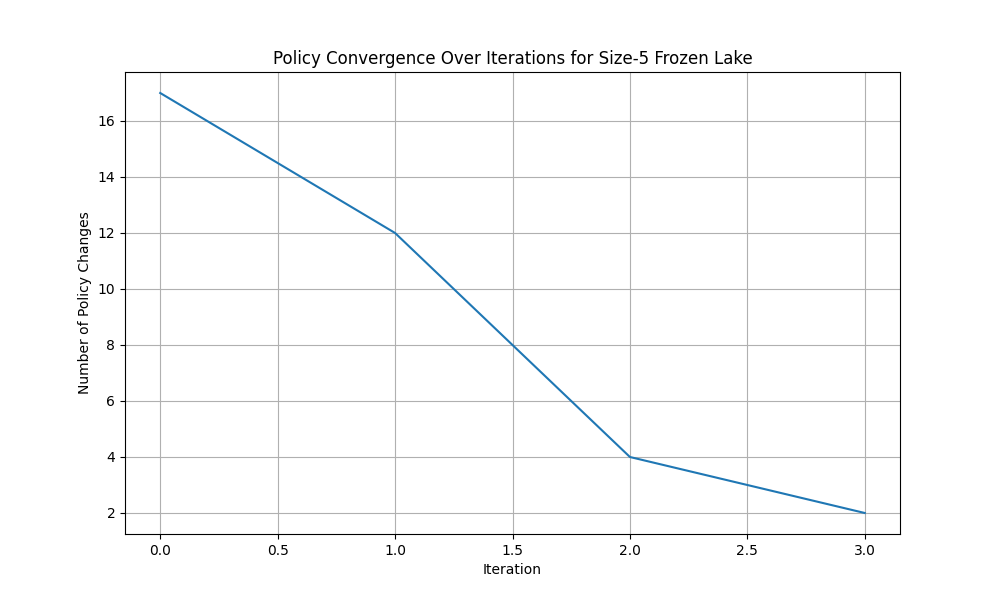 Policy Convergence Over Iterations for Size-5 Frozen Lake
Number of Policy Changes
16
14
12
10
8
6
4
2
0.0 0.5 1.0 1.5 2.0 2.5 3.0
Iteration